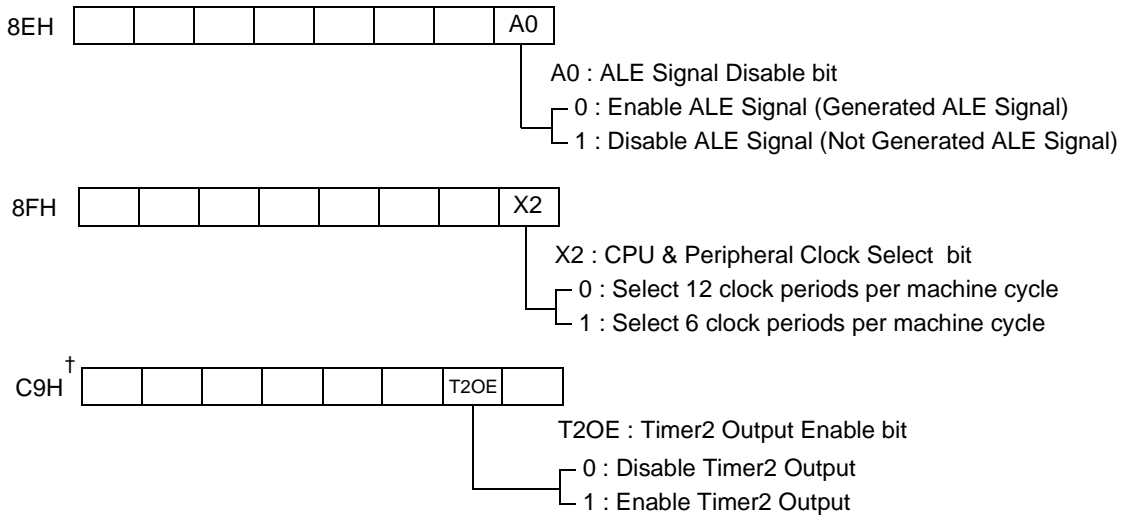 8EH A0
A0 : ALE Signal Disable bit
0 : Enable ALE Signal (Generated ALE Signal)
1 : Disable ALE Signal (Not Generated ALE Signal)
8FH X2
X2 : CPU & Peripheral Clock Select bit
0 : Select 12 clock periods per machine cycle
1 : Select 6 clock periods per machine cycle
C9H† T2OE
T2OE : Timer2 Output Enable bit
0 : Disable Timer2 Output
1 : Enable Timer2 Output